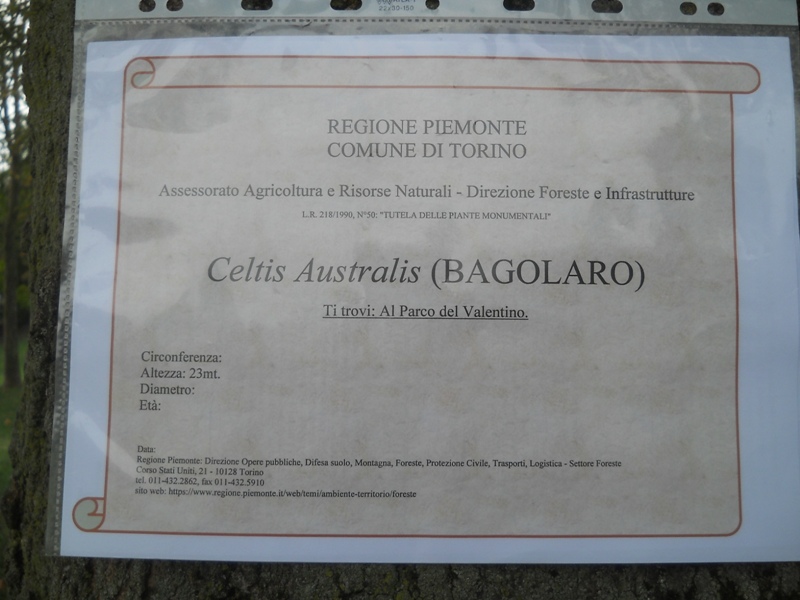 REGIONE PIEMONTE
COMUNE DI TORINO
Assessorato Agricoltura e Risorse Naturali - Direzione Foreste e Infrastrutture
L.R. 218/1990, N°50: "TUTELA DELLE PIANTE MONUMENTALI"
Celtis Australis (BAGOLARO)
Ti trovi: Al Parco del Valentino.
Circonferenza:
Altezza: 23mt.
Diametro:
Età:
Data:
Regione Piemonte: Direzione Opere pubbliche, Difesa suolo, Montagna, Foreste, Protezione Civile, Trasporti, Logistica - Settore Foreste
Corso Stati Uniti, 21 - 10128 Torino
tel. 011-432.2862, fax 011-432.5910
sito web: https://www.regione.piemonte.it/web/temi/ambiente-territorio/foreste